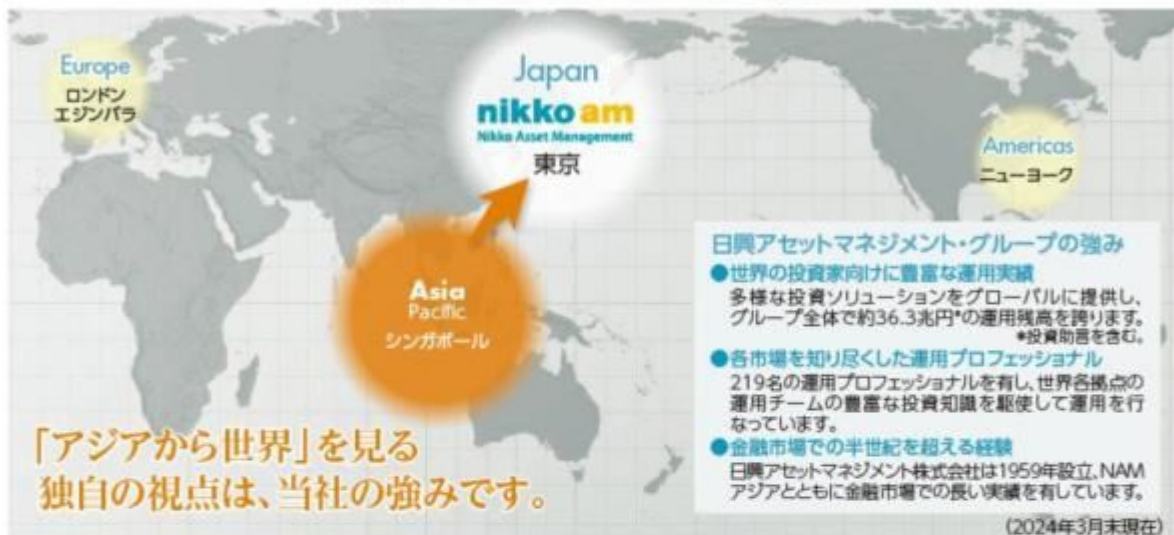 Europe
ロンドン
エジンバラ
Japan
nikko am
Nikko Asset Management
東京
Americas
ニューヨーク
Asia
Pacific
シンガポール
「アジアから世界」を見る
独自の視点は、当社の強みです。
日興アセットマネジメント・グループの強み
●世界の投資家向けに豊富な運用実績
多様な投資ソリューションをグローバルに提供し、
グループ全体で約36.3兆円*の運用残高を誇ります。
*投資助言を含む。
●各市場を知り尽くした運用プロフェッショナル
219名の運用プロフェッショナルを有し、世界各拠点の
運用チームの豊富な投資知識を駆使して運用を行
なっています。
●金融市場での半世紀を超える経験
日興アセットマネジメント株式会社は1959年設立、NAM
アジアとともに金融市場での長い実績を有しています。
(2024年3月末現在)